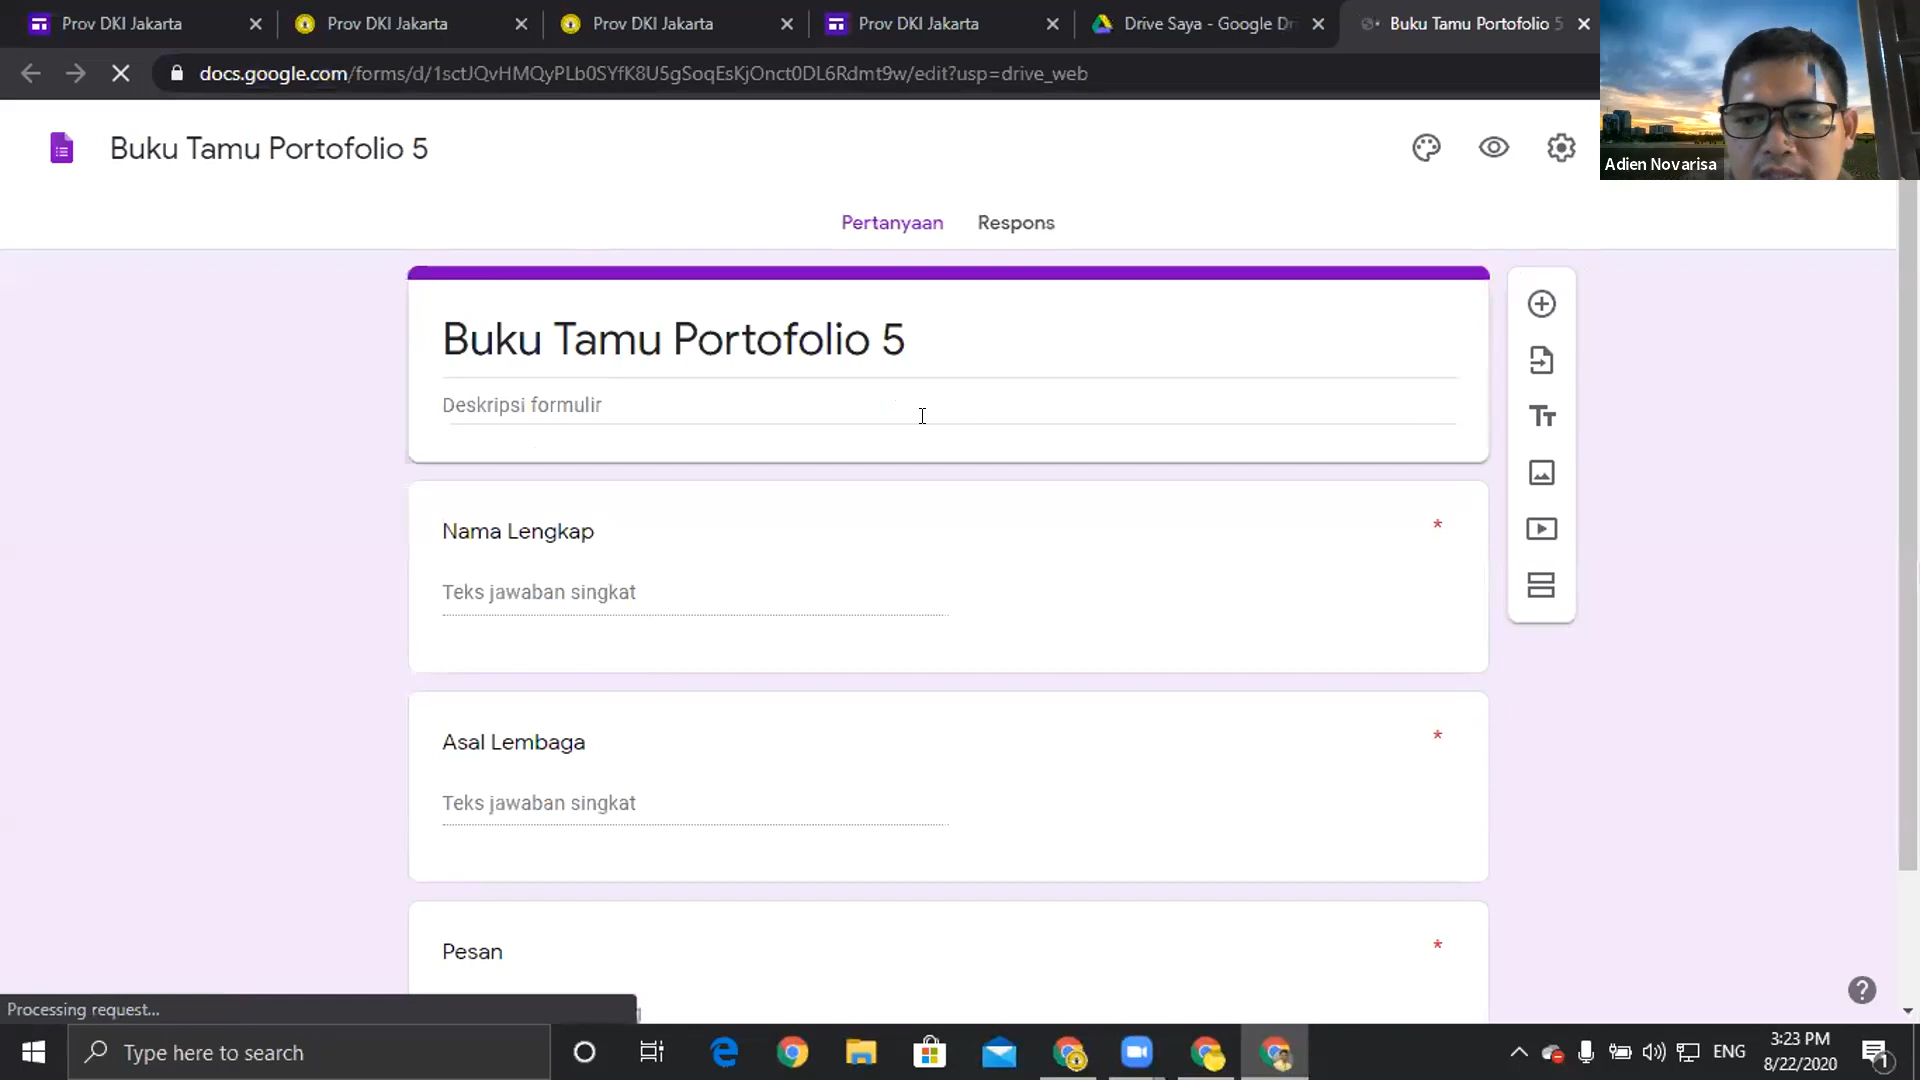 Prov DKI Jakarta
Prov DKI Jakarta
Prov DKI Jakarta
Prov DKI Jakarta
Drive Saya - Google Dr
Buku Tamu Portofolio 5
docs.google.com/forms/d/1sctJQvHMQyPLb0SYfK8U5gSoqEsKjOnct0DL6Rdmt9w/edit?usp=drive_web
Adien Novarisa
Buku Tamu Portofolio 5
Pertanyaan
Respons
Buku Tamu Portofolio 5
Deskripsi formulir
Nama Lengkap *
Teks jawaban singkat
Asal Lembaga *
Teks jawaban singkat
Pesan *
Processing request...
Type here to search
ENG
3:23 PM
8/22/2020
1